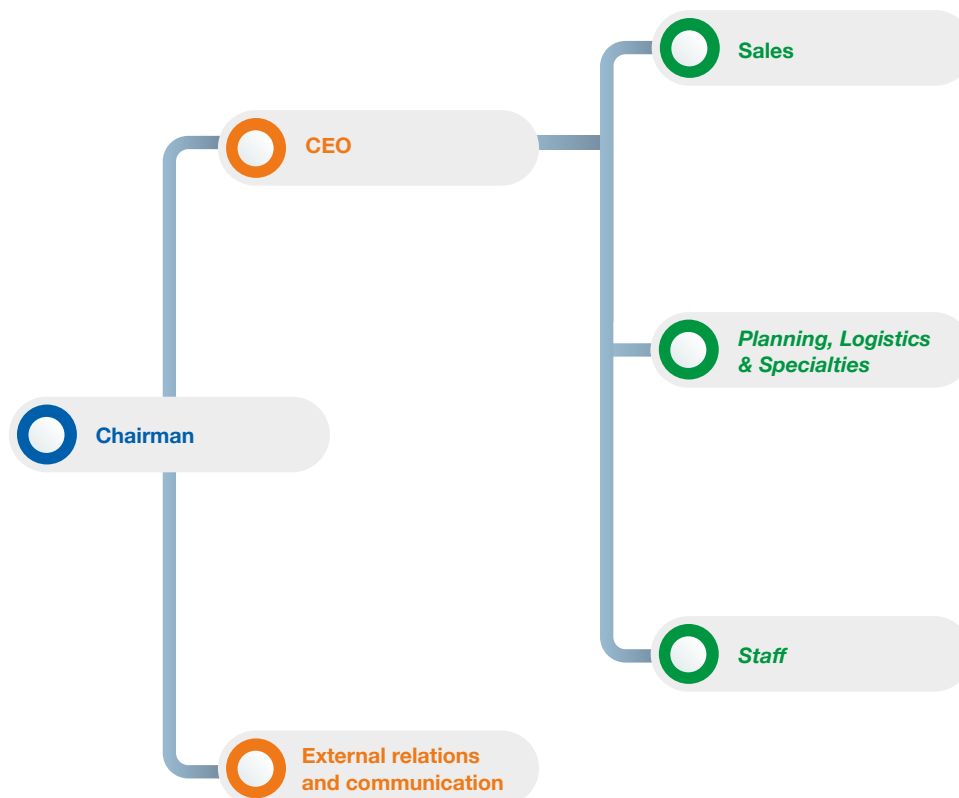 Sales
CEO
Planning, Logistics
& Specialties
Chairman
Staff
External relations
and communication